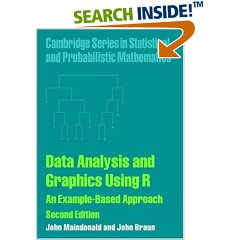 SEARCH INSIDE!™
Cambridge Series in Statistical
and Probabilistic Mathematics
Data Analysis and
Graphics Using R
An Example-Based Approach
Second Edition
John Maindonald and John Braun